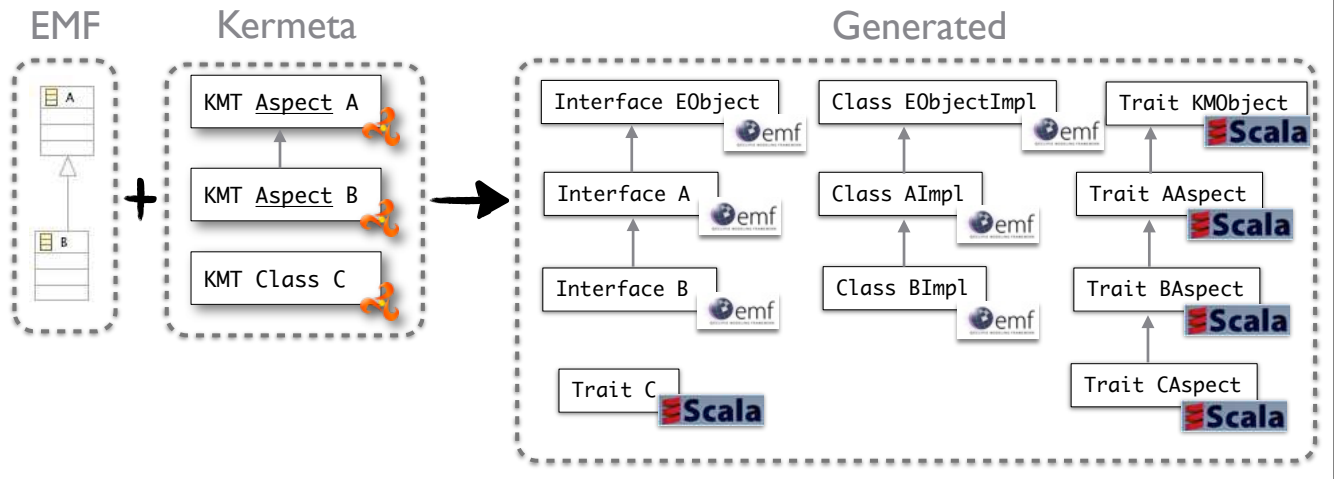 EMF
Kermeta
Generated
A
B
+
KMT Aspect A
KMT Aspect B
KMT Class C
Interface EObject
emf
Interface A
emf
Interface B
emf
Trait C
Scala
Class EObjectImpl
emf
Class AImpl
emf
Class BImpl
emf
Trait KMObject
Scala
Trait AAspect
Scala
Trait BAspect
Scala
Trait CAspect
Scala